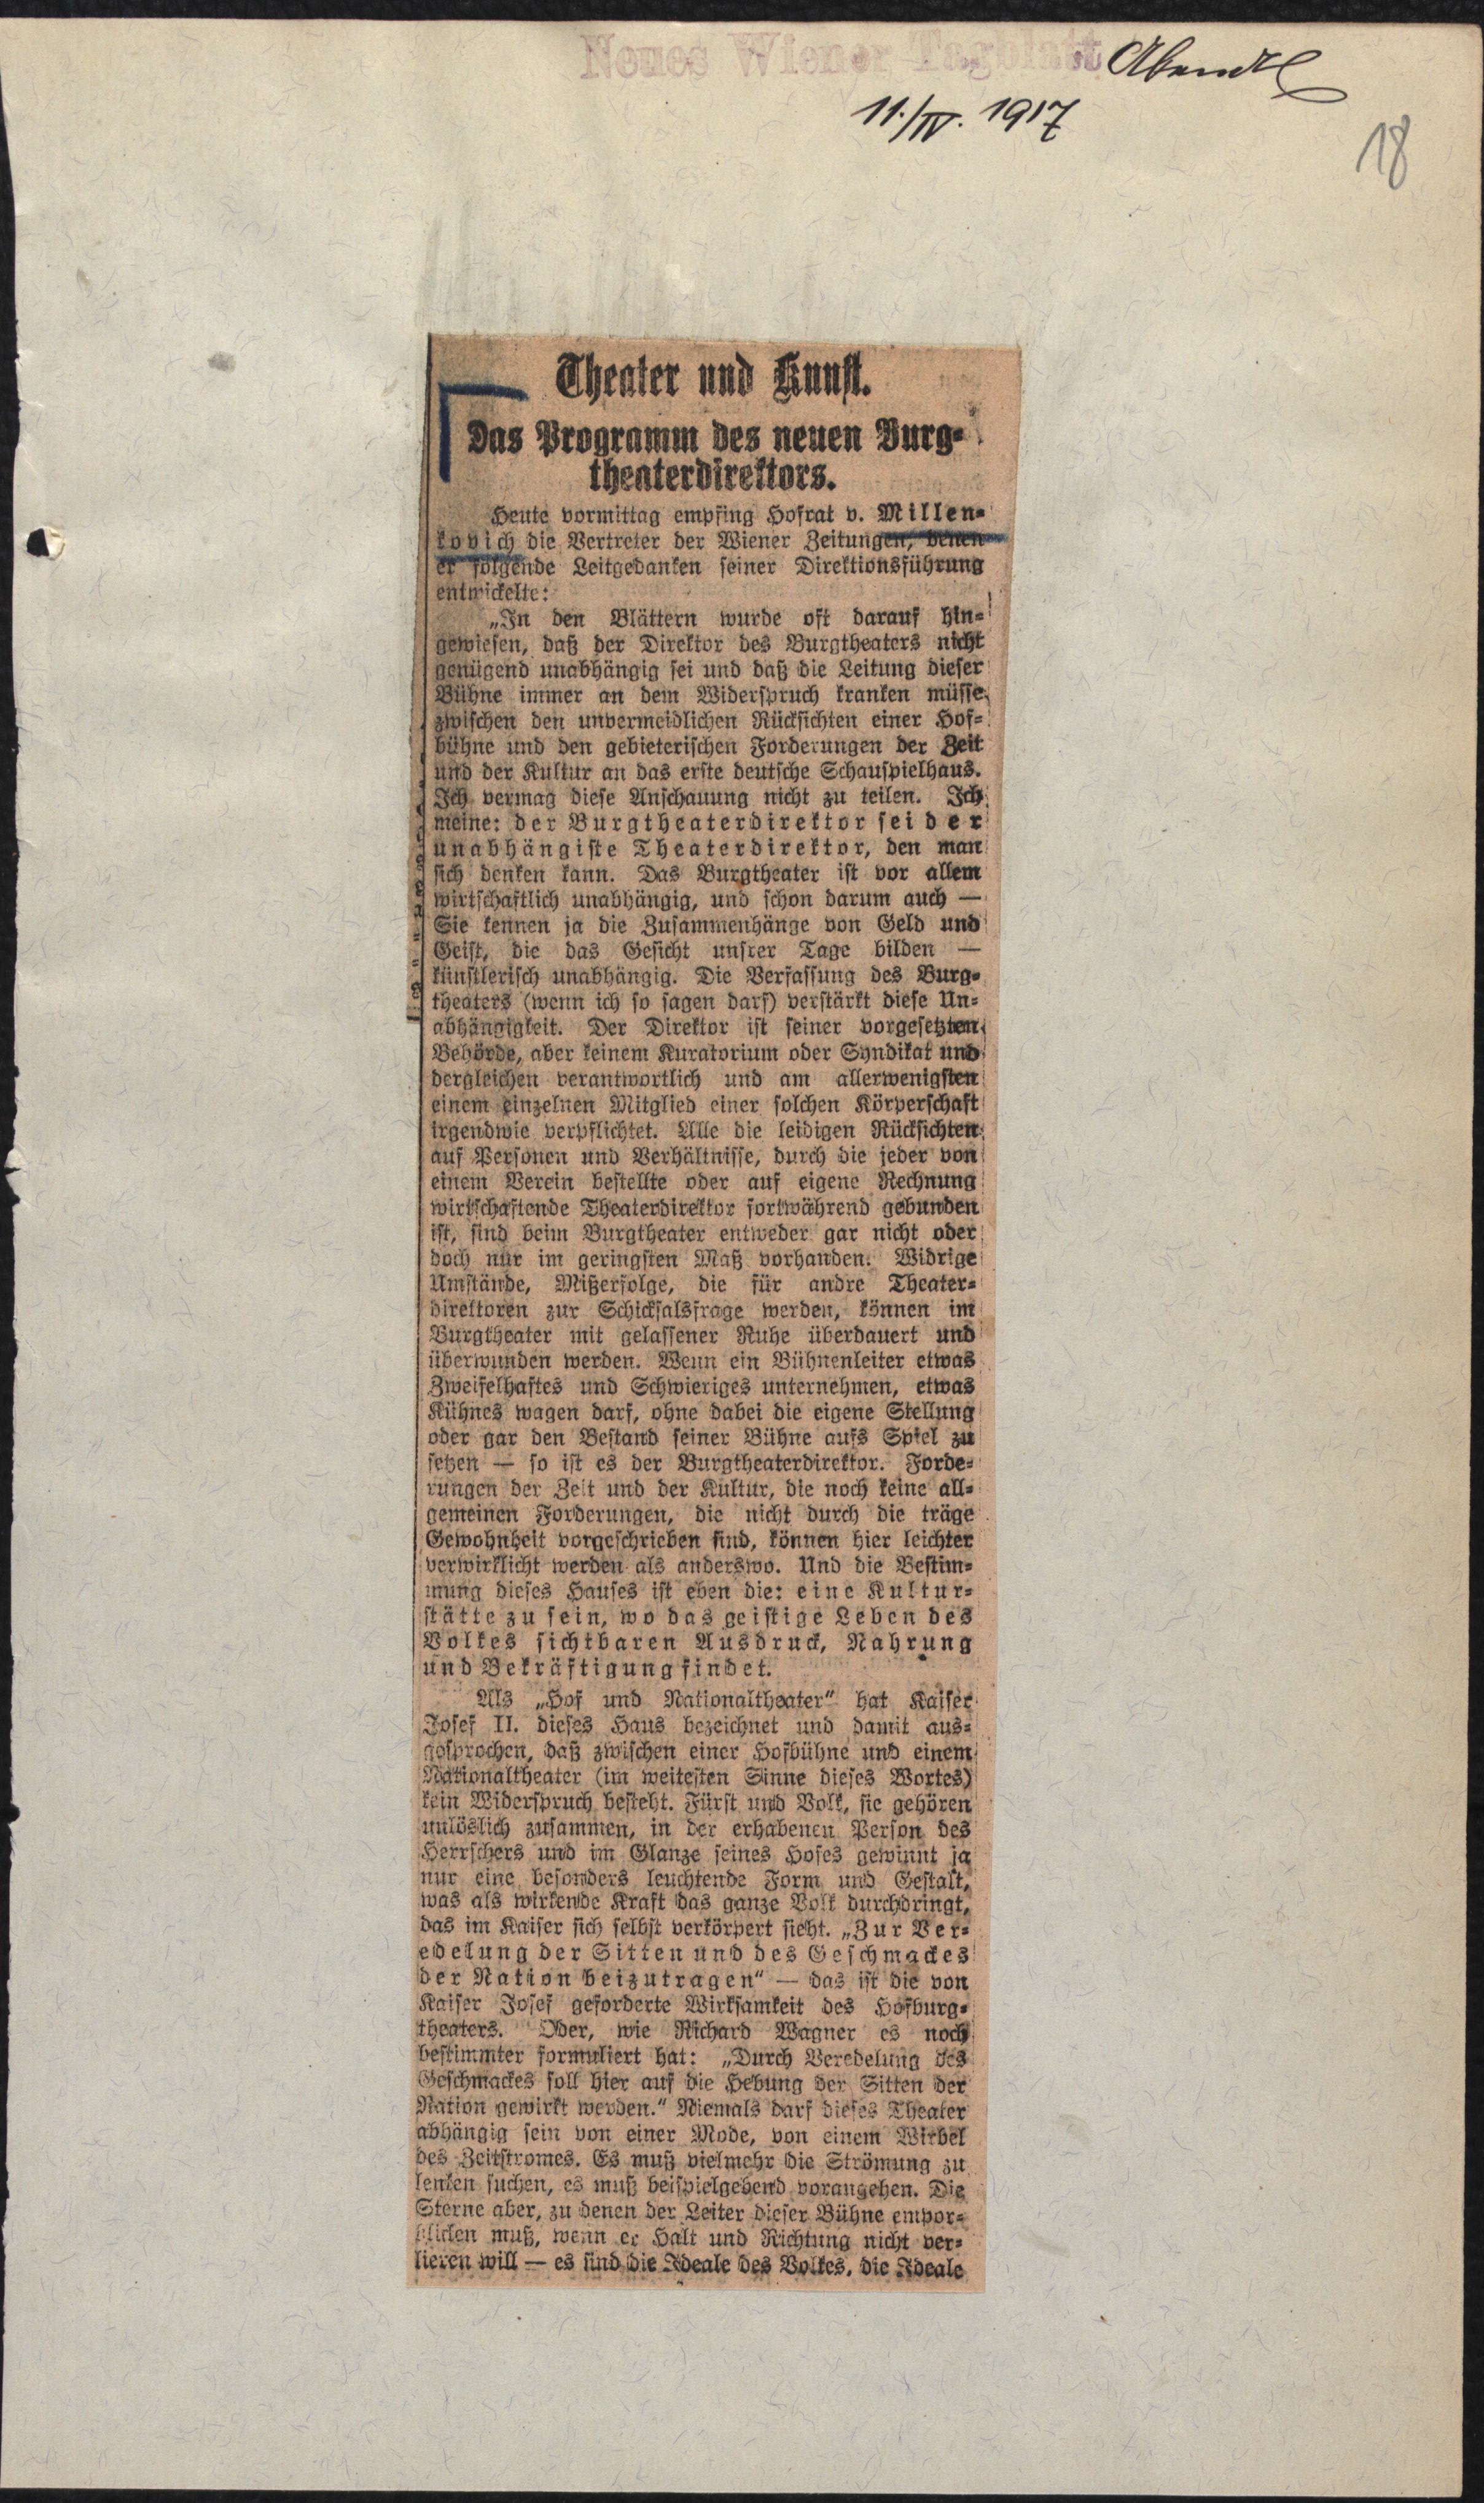 Neues Wiener Tagblatt Abendbl
11./IV. 1917
18
Theater und Kunst.
Das Programm des neuen Burg-
theaterdirektors.
Heute vormittag empfing Hofrat v. Millen-
kovich die Vertreter der Wiener Zeitungen, denen
er folgende Leitgedanken seiner Direktionsführung
entwickelte:
„In den Blättern wurde oft darauf hin-
gewiesen, daß der Direktor des Burgtheaters nicht
genügend unabhängig sei und daß die Leitung dieser
Bühne immer an dem Widerspruch kranken müsse
zwischen den unvermeidlichen Rücksichten einer Hof-
bühne und den gebieterischen Forderungen der Zeit
und der Kultur an das erste deutsche Schauspielhaus.
Ich vermag diese Anschauung nicht zu teilen. Ich
meine: der Burgtheaterdirektor sei der
unabhängiste Theaterdirektor, den man
sich denken kann. Das Burgtheater ist vor allem
wirtschaftlich unabhängig, und schon darum auch —
Sie kennen ja die Zusammenhänge von Geld und
Geist, die das Gesicht unsrer Tage bilden —
künstlerisch unabhängig. Die Verfassung des Burg-
theaters (wenn ich so sagen darf) verstärkt diese Un-
abhängigkeit. Der Direktor ist seiner vorgesetzten
Behörde, aber keinem Kuratorium oder Syndikat und
dergleichen verantwortlich und am allerwenigsten
einem einzelnen Mitglied einer solchen Körperschaft
irgendwie verpflichtet. Alle die leidigen Rücksichten
auf Personen und Verhältnisse, durch die jeder von
einem Verein bestellte oder auf eigene Rechnung
wirtschaftende Theaterdirektor fortwährend gebunden
ist, sind beim Burgtheater entweder gar nicht oder
doch nur im geringsten Maß vorhanden. Widrige
Umstände, Mißerfolge, die für andre Theater-
direktoren zur Schicksalsfrage werden, können im
Burgtheater mit gelassener Ruhe überdauert und
überwunden werden. Wenn ein Bühnenleiter etwas
Zweifelhaftes und Schwieriges unternehmen, etwas
Kühnes wagen darf, ohne dabei die eigene Stellung
oder gar den Bestand seiner Bühne aufs Spiel zu
setzen — so ist es der Burgtheaterdirektor. Forde-
rungen der Zeit und der Kultur, die noch keine all-
gemeinen Forderungen, die nicht durch die träge
Gewohnheit vorgeschrieben sind, können hier leichter
verwirklicht werden als anderswo. Und die Bestim-
mung dieses Hauses ist eben die: eine Kultur-
stätte zu sein, wo das geistige Leben des
Volkes sichtbaren Ausdruck, Nahrung
und Bekräftigung findet.
Als „Hof und Nationaltheater“ hat Kaiser
Josef II. dieses Haus bezeichnet und damit aus-
gesprochen, daß zwischen einer Hofbühne und einem
Nationaltheater (im weitesten Sinne dieses Wortes)
kein Widerspruch besteht. Fürst und Volk, sie gehören
unlöslich zusammen, in der erhabenen Person des
Herrschers und im Glanze seines Hofes gewinnt ja
nur eine besonders leuchtende Form und Gestalt,
was als wirkende Kraft das ganze Volk durchdringt,
das im Kaiser sich selbst verkörpert sieht. „Zur Ver-
edelung der Sitten und des Geschmackes
der Nation beizutragen“ — das ist die von
Kaiser Josef geforderte Wirksamkeit des Hofburg-
theaters. Oder, wie Richard Wagner es noch
bestimmter formuliert hat: „Durch Veredelung des
Geschmackes soll hier auf die Hebung der Sitten der
Nation gewirkt werden.“ Niemals darf dieses Theater
abhängig sein von einer Mode, von einem Wirbel
des Zeitstromes. Es muß vielmehr die Strömung zu
lenken suchen, es muß beispielgebend vorangehen. Die
Sterne aber, zu denen der Leiter dieser Bühne empor-
blicken muß, wenn er Halt und Richtung nicht ver-
lieren will — es sind die Ideale des Volkes, die Ideale